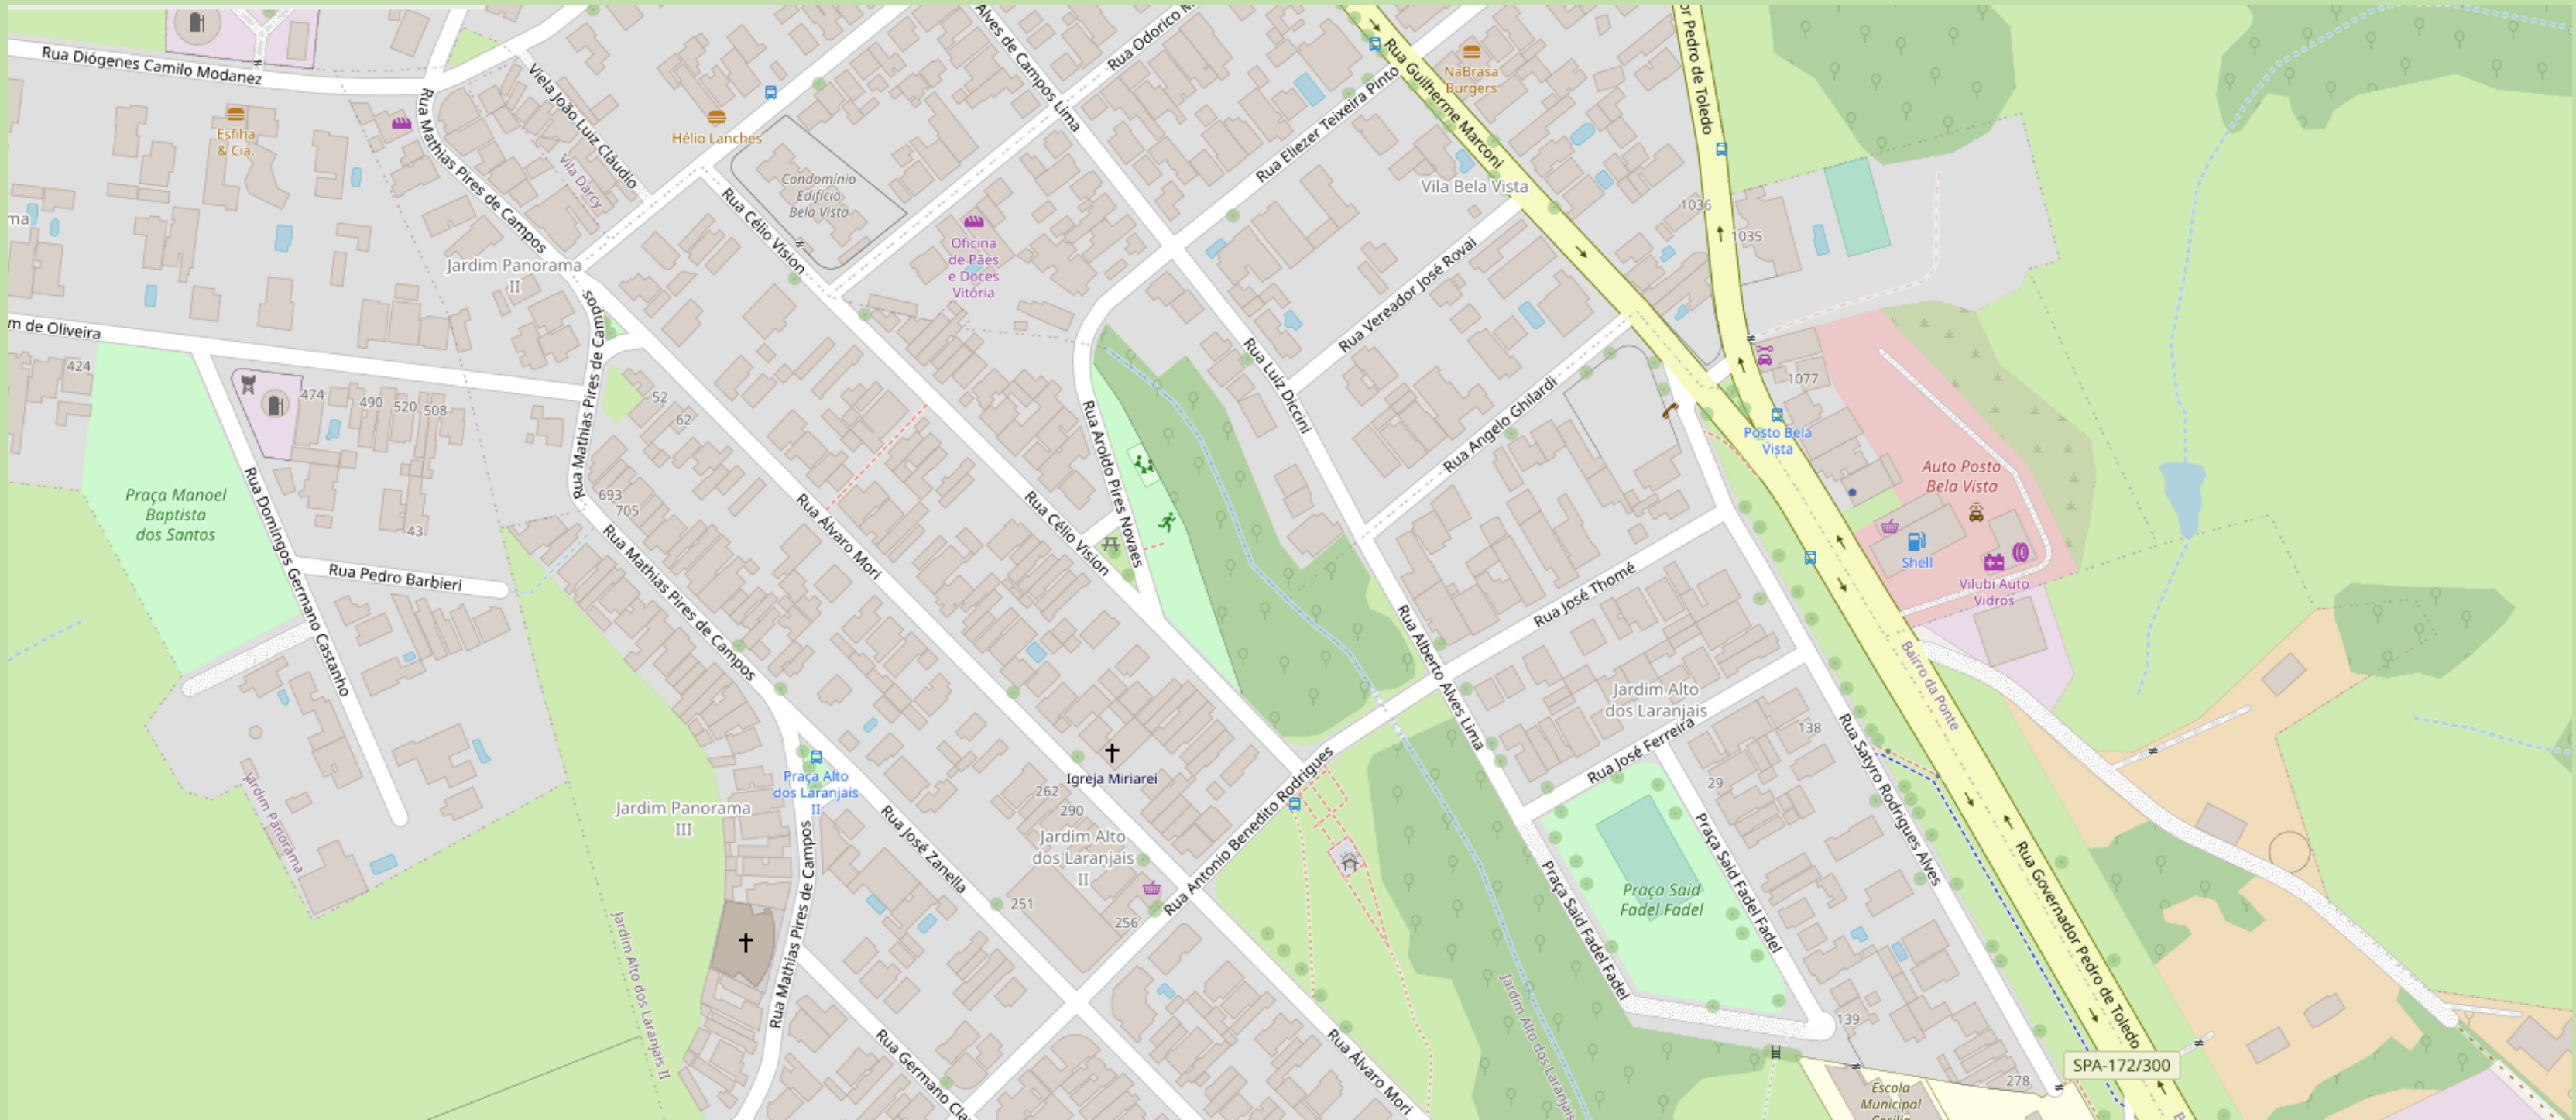 Rua Diógenes Camilo Modanez
Esfiha
& Cia.
Rua Mathias Pires de Campos
Viela João Luiz Cláudio
Vila Darcy
Hélio Lanches
Condomínio
Edifício
Bela Vista
Rua Célio Vision
Alves de Campos Lima
Rua Odorico M
Oficina
de Pães
e Doces
Vitória
Rua Guilherme Marconi
NaBrasa
Burgers
Rua Eliezer Teixeira Pinto
Vila Bela Vista
or Pedro de Toledo
1036
1035
ma
Jardim Panorama
II
m de Oliveira
424
474
490
520
508
43
Rua Mathias Pires de Campos
52
62
693
705
Rua Vereador José Rovai
Rua Luiz Diccini
Rua Angelo Ghilardi
1077
Posto Bela
Vista
Auto Posto
Bela Vista
Shell
Vilubi Auto
Vidros
Praça Manoel
Baptista
dos Santos
Rua Domingos Germano Castanho
Rua Pedro Barbieri
Rua Mathias Pires de Campos
Rua Álvaro Mori
Rua Célio Vision
Rua Aroldo Pires Novaes
Rua José Thomé
Rua Alberto Alves Lima
Bairro da Ponte
Jardim Alto
dos Laranjais
Rua José Ferreira
138
29
Rua Satyro Rodrigues Alves
Jardim Panorama
Jardim Panorama
III
Praça Alto
dos Laranjais
II
Igreja Miriarei
262
290
Jardim Alto
dos Laranjais
II
251
256
Rua José Zanella
Rua Antonio Benedito Rodrigues
Praça Said Fadel Fadel
Praça Said
Fadel Fadel
Praça Said Fadel Fadel
Rua Governador Pedro de Toledo
Jardim Alto dos Laranjais II
Rua Mathias Pires de Campos
Rua Germano Cla
Rua Álvaro Mori
Jardim Alto dos Laranjais
139
278
SPA-172/300
Escola
Municipal